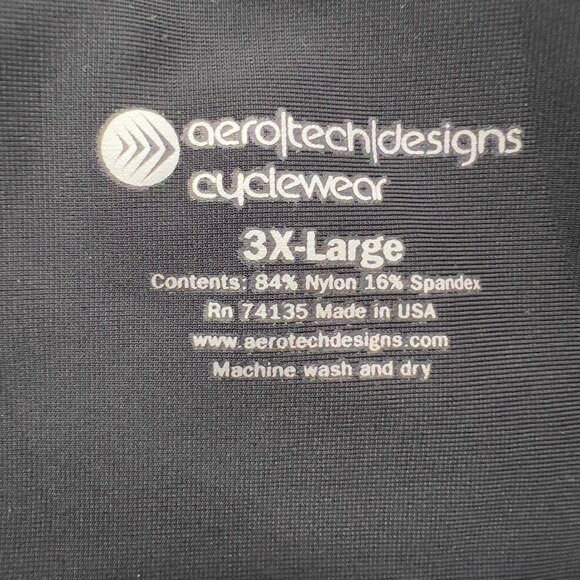 aero|tech|designs
cyclewear
3X-Large
Contents: 84% Nylon 16% Spandex
Rn 74135 Made in USA
www.aerotechdesigns.com
Machine wash and dry